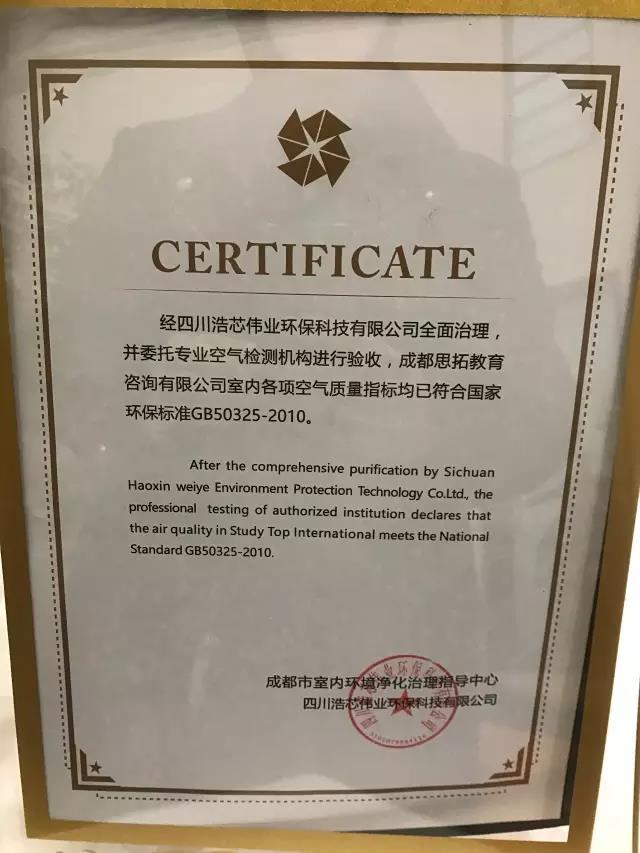 CERTIFICATE
经四川浩芯伟业环保科技有限公司全面治理，
并委托专业空气检测机构进行验收，成都思拓教育
咨询有限公司室内各项空气质量指标均已符合国家
环保标准GB50325-2010。
After the comprehensive purification by Sichuan
Haoxin weiye Environment Protection Technology Co.Ltd., the
professional testing of authorized institution declares that
the air quality in Study Top International meets the National
Standard GB50325-2010.
成都市室内环境净化治理指导中心
四川浩芯伟业环保科技有限公司